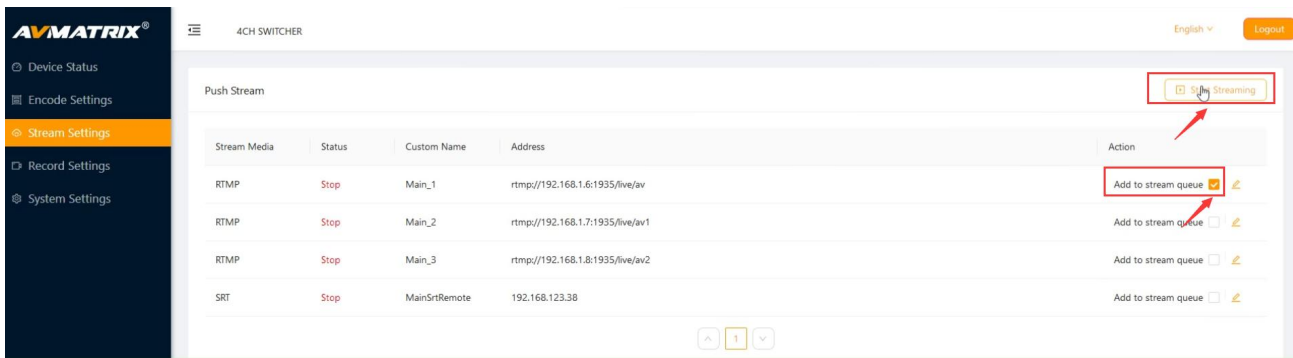 AVMATRIX®
4CH SWITCHER
English
Logout
Device Status
Encode Settings
Stream Settings
Record Settings
System Settings
Push Stream
Streaming
Stream Media Status Custom Name Address Action
RTMP Stop Main_1 rtmp://192.168.1.6:1935/live/av Add to stream queue
RTMP Stop Main_2 rtmp://192.168.1.7:1935/live/av1 Add to stream queue
RTMP Stop Main_3 rtmp://192.168.1.8:1935/live/av2 Add to stream queue
SRT Stop MainSrtRemote 192.168.123.38 Add to stream queue
1